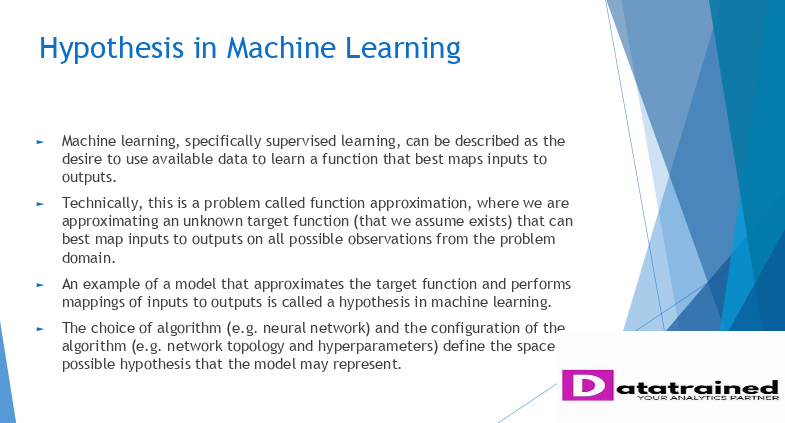 Hypothesis in Machine Learning
Machine learning, specifically supervised learning, can be described as the
desire to use available data to learn a function that best maps inputs to
outputs.
Technically, this is a problem called function approximation, where we are
approximating an unknown target function (that we assume exists) that can
best map inputs to outputs on all possible observations from the problem
domain.
An example of a model that approximates the target function and performs
mappings of inputs to outputs is called a hypothesis in machine learning.
The choice of algorithm (e.g. neural network) and the configuration of the
algorithm (e.g. network topology and hyperparameters) define the space
possible hypothesis that the model may represent.
Datatrained
YOUR ANALYTICS PARTNER